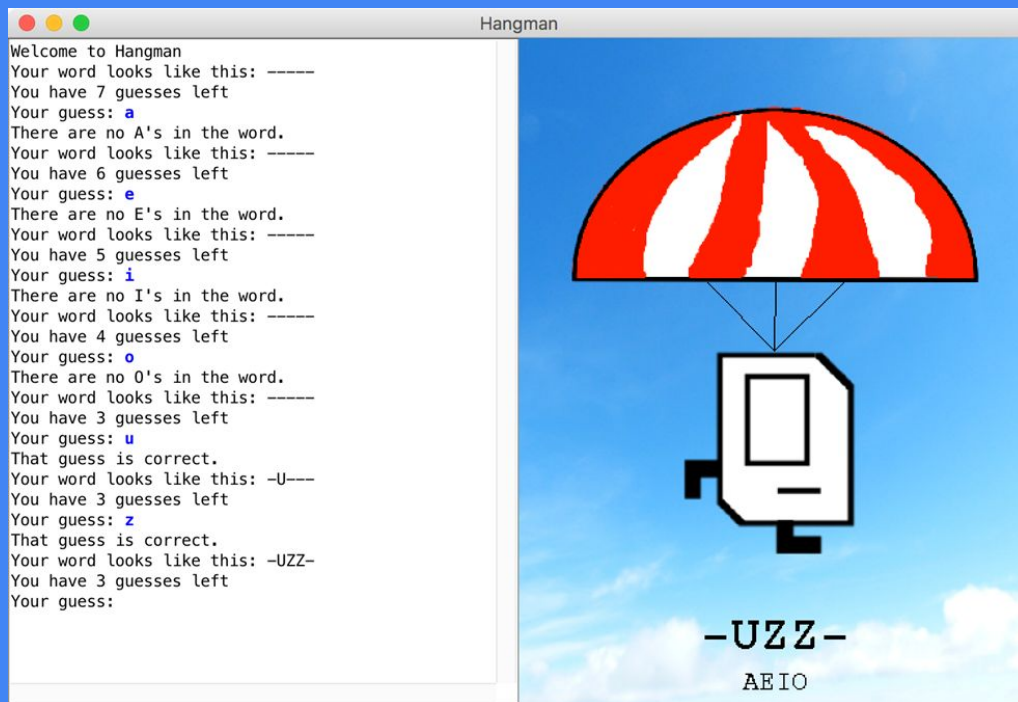 Hangman
Welcome to Hangman
Your word looks like this: -----
You have 7 guesses left
Your guess: a
There are no A's in the word.
Your word looks like this: -----
You have 6 guesses left
Your guess: e
There are no E's in the word.
Your word looks like this: -----
You have 5 guesses left
Your guess: i
There are no I's in the word.
Your word looks like this: -----
You have 4 guesses left
Your guess: o
There are no O's in the word.
Your word looks like this: -----
You have 3 guesses left
Your guess: u
That guess is correct.
Your word looks like this: -U---
You have 3 guesses left
Your guess: z
That guess is correct.
Your word looks like this: -UZZ-
You have 3 guesses left
Your guess:
-UZZ-
AEIO